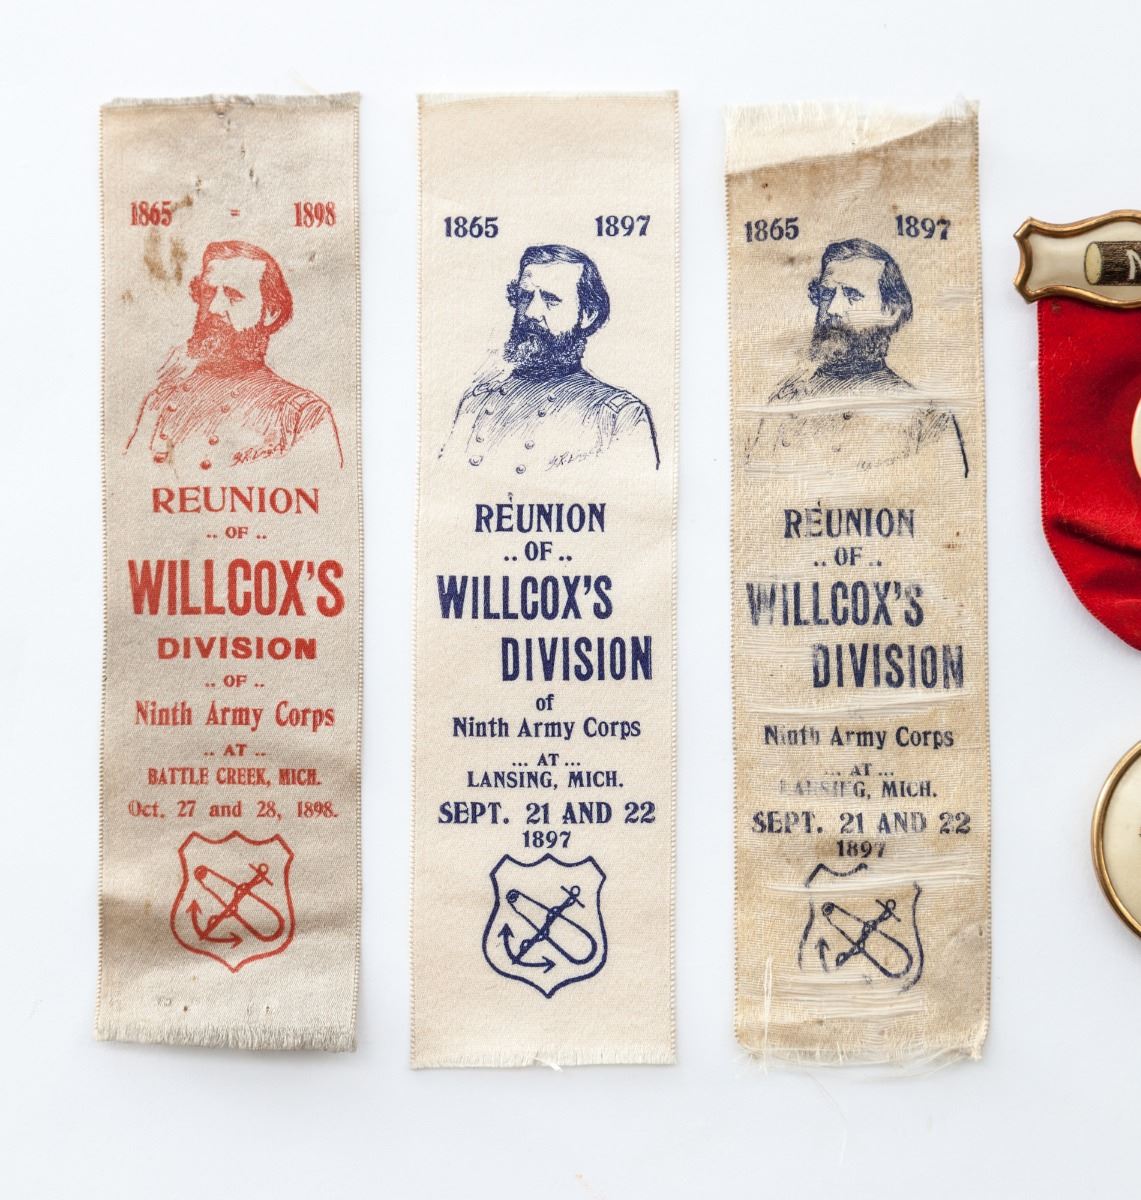 1865 = 1898
REUNION
.. OF ..
WILLCOX'S
DIVISION
.. OF ..
Ninth Army Corps
.. AT ..
BATTLE CREEK, MICH.
Oct. 27 and 28, 1898.
1865 1897
REUNION
.. OF ..
WILLCOX'S
DIVISION
of
Ninth Army Corps
... AT ...
LANSING, MICH.
SEPT. 21 AND 22
1897
1865 1897
REUNION
.. OF ..
WILLCOX'S
DIVISION
Ninth Army Corps
... AT ...
LANSING, MICH.
SEPT. 21 AND 22
1897